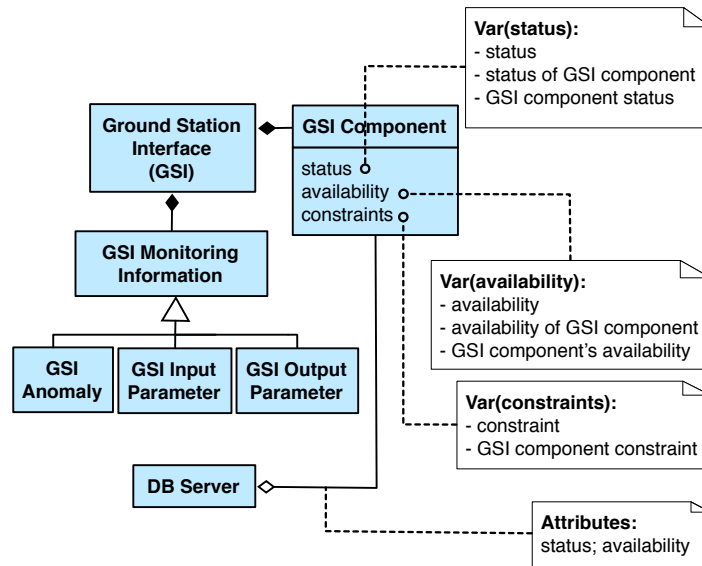 Var(status):
- status
- status of GSI component
- GSI component status
Ground Station
Interface
(GSI)
GSI Component
status
availability
constraints
GSI Monitoring
Information
Var(availability):
- availability
- availability of GSI component
- GSI component's availability
GSI
Anomaly
GSI Input
Parameter
GSI Output
Parameter
Var(constraints):
- constraint
- GSI component constraint
DB Server
Attributes:
status; availability